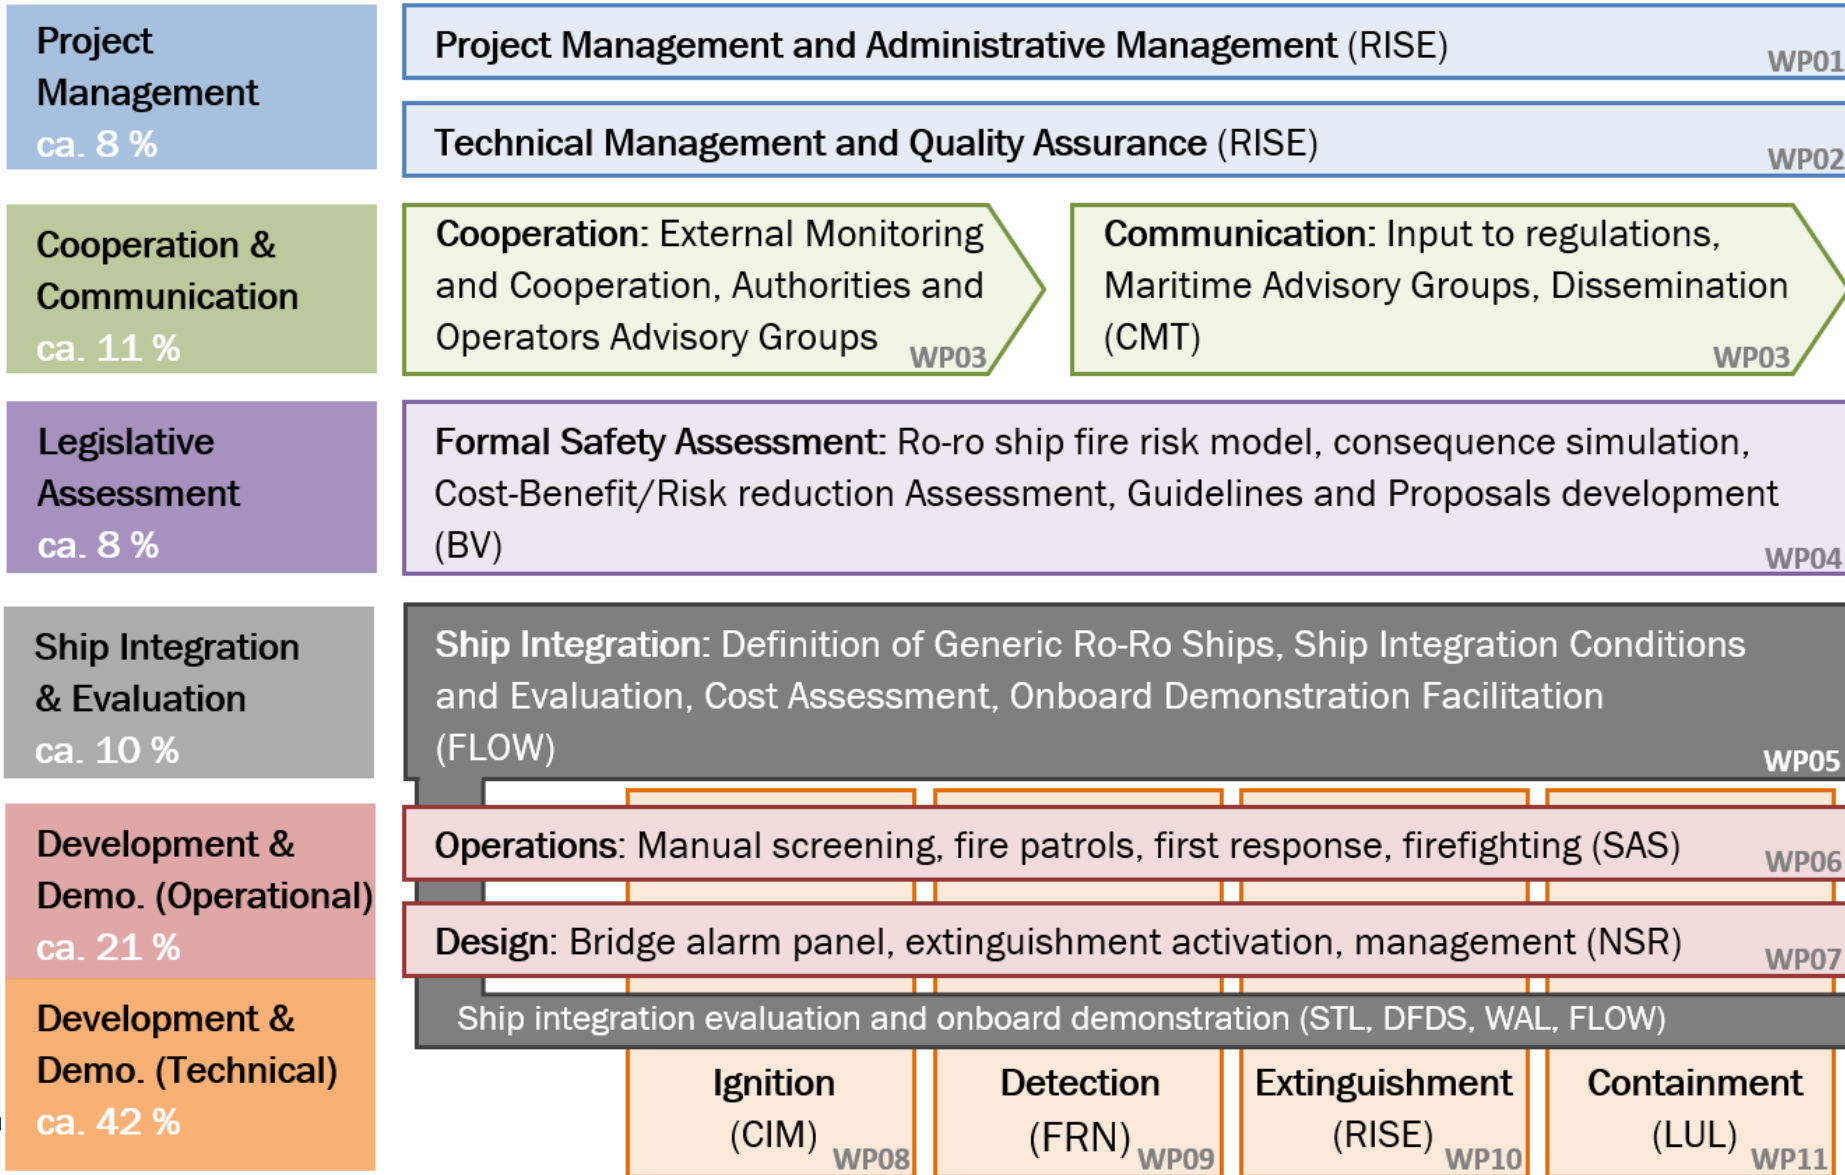 Project
Management
ca. 8 %
Project Management and Administrative Management (RISE)
WP01
Technical Management and Quality Assurance (RISE)
WP02
Cooperation &
Communication
ca. 11 %
Cooperation: External Monitoring
and Cooperation, Authorities and
Operators Advisory Groups
WP03
Communication: Input to regulations,
Maritime Advisory Groups, Dissemination
(CMT)
WP03
Legislative
Assessment
ca. 8 %
Formal Safety Assessment: Ro-ro ship fire risk model, consequence simulation,
Cost-Benefit/Risk reduction Assessment, Guidelines and Proposals development
(BV)
WP04
Ship Integration
& Evaluation
ca. 10 %
Ship Integration: Definition of Generic Ro-Ro Ships, Ship Integration Conditions
and Evaluation, Cost Assessment, Onboard Demonstration Facilitation
(FLOW)
WP05
Development &
Demo. (Operational)
ca. 21 %
Operations: Manual screening, fire patrols, first response, firefighting (SAS)
WP06
Design: Bridge alarm panel, extinguishment activation, management (NSR)
WP07
Ship integration evaluation and onboard demonstration (STL, DFDS, WAL, FLOW)
Development &
Demo. (Technical)
ca. 42 %
Ignition
(CIM)
WP08
Detection
(FRN)
WP09
Extinguishment
(RISE)
WP10
Containment
(LUL)
WP11